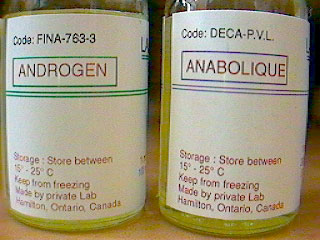 Code: FINA-763-3
ANDROGEN
Storage : Store between
15° - 25° C
Keep from freezing
Made by private Lab
Hamilton, Ontario, Canada
Code: DECA-P.V.L.
ANABOLIQUE
Storage : Store between
15° - 25° C
Keep from freezing
Made by private Lab
Hamilton, Ontario, Canada